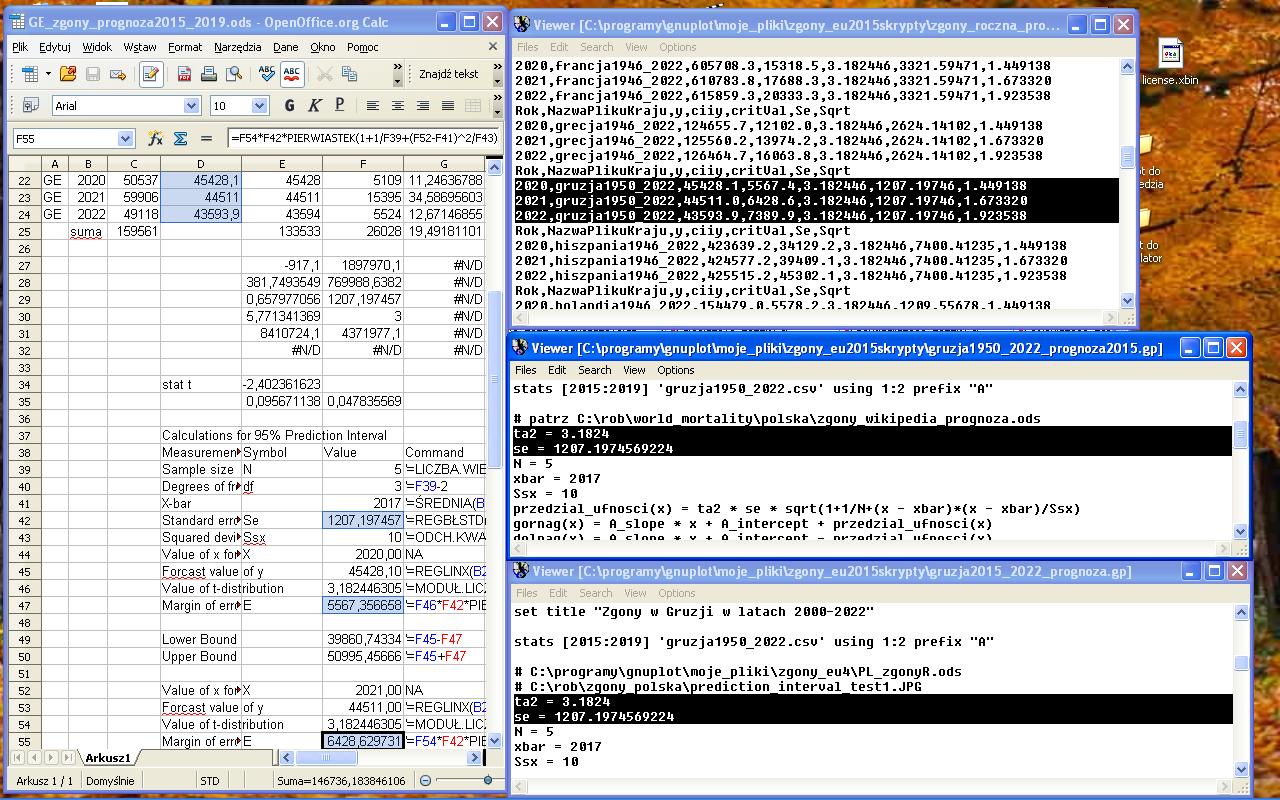 GE_zgony_prognoza2015_2019.ods - OpenOffice.org Calc
Plik Edytuj Widok Wstaw Format Narzędzia Dane Okno Pomoc
Znajdź tekst
Arial 10 G K P
F55 =F54*F42*PIERWIASTEK(1+1/F39+(F52-F41)^2/F43)
A B C D E F G
22 GE 2020 50537 45428,1 45428 5109
23 GE 2021 59906 44511 44511 15395 34,58696603
24 GE 2022 49118 43593,9 43594 5524 12,67146855
25 suma 159561 133533 26028 19,49181101
26
27 -917,1 1897970,1 #N/D
28 381,7493549 769988,6382 #N/D
29 0,657977056 1207,197457 #N/D
30 5,771341369 3 #N/D
31 8410724,1 4371977,1 #N/D
32 #N/D #N/D #N/D
33
34 stat t -2,402361623
35 0,095671138 0,047835569
36
37 Calculations for 95% Prediction Interval
38 Measuremen Symbol Value Command
39 Sample size N 5 '=LICZBA.WIE
40 Degrees of fr df 3 '=F39-2
41 X-bar 2017 '=ŚREDNIA(B
42 Standard erro Se 1207,197457 '=REGBŁSTD(
43 Squared devi Ssx 10 '=ODCH.KWA
44 Value of x for X 2020,00 NA
45 Forcast value of y 45428,10 '=REGLINX(B2
46 Value of t-distribution 3,182446305 '=MODUŁ.LIC
47 Margin of erro E 5567,356658 '=F46*F42*PIE
48
49 Lower Bound 39860,74334 '=F45-F47
50 Upper Bound 50995,45666 '=F45+F47
51
52 Value of x for X 2021,00 NA
53 Forcast value of y 44511,00 '=REGLINX(B2
54 Value of t-distribution 3,182446305 '=MODUŁ.LIC
55 Margin of erro E 6428,629731 '=F54*F42*PIE
Arkusz1
Arkusz 1 / 1 Domyślnie STD Suma=146736,183846106
Viewer [C:\programy\gnuplot\moje_pliki\zgony_eu2015skrypty\zgony_roczna_pro...
Files Edit Search View Options
2020,francja1946_2022,605708.3,15318.5,3.182446,3321.59471,1.449138
2021,francja1946_2022,610783.8,17688.3,3.182446,3321.59471,1.673320
2022,francja1946_2022,615859.3,20333.3,3.182446,3321.59471,1.923538
Rok,NazwaPlikuKraju,y,ciiy,critVal,Se,Sqrt
2020,grecja1946_2022,124655.7,12102.0,3.182446,2624.14102,1.449138
2021,grecja1946_2022,125560.2,13974.2,3.182446,2624.14102,1.673320
2022,grecja1946_2022,126464.7,16063.8,3.182446,2624.14102,1.923538
Rok,NazwaPlikuKraju,y,ciiy,critVal,Se,Sqrt
2020,gruzja1950_2022,45428.1,5567.4,3.182446,1207.19746,1.449138
2021,gruzja1950_2022,44511.0,6428.6,3.182446,1207.19746,1.673320
2022,gruzja1950_2022,43593.9,7389.9,3.182446,1207.19746,1.923538
Rok,NazwaPlikuKraju,y,ciiy,critVal,Se,Sqrt
2020,hiszpania1946_2022,423639.2,34129.2,3.182446,7400.41235,1.449138
2021,hiszpania1946_2022,424577.2,39409.1,3.182446,7400.41235,1.673320
2022,hiszpania1946_2022,425515.2,45302.1,3.182446,7400.41235,1.923538
Rok,NazwaPlikuKraju,y,ciiy,critVal,Se,Sqrt
2020,holandia1946_2022,154479.0,5578.2,3.182446,1209.55678,1.449138
license.xbin
Viewer [C:\programy\gnuplot\moje_pliki\zgony_eu2015skrypty\gruzja1950_2022_prognoza2015.gp]
Files Edit Search View Options
stats [2015:2019] 'gruzja1950_2022.csv' using 1:2 prefix "A"
# patrz C:\rob\world_mortality\polska\zgony_wikipedia_prognoza.ods
ta2 = 3.1824
se = 1207.1974569224
N = 5
xbar = 2017
Ssx = 10
przedzial_ufnosci(x) = ta2 * se * sqrt(1+1/N+(x - xbar)*(x - xbar)/Ssx)
gornag(x) = A_slope * x + A_intercept + przedzial_ufnosci(x)
dolnag(x) = A_slope * x + A_intercept - przedzial_ufnosci(x)
Viewer [C:\programy\gnuplot\moje_pliki\zgony_eu2015skrypty\gruzja2015_2022_prognoza.gp]
Files Edit Search View Options
set title "Zgony w Gruzji w latach 2000-2022"
stats [2015:2019] 'gruzja1950_2022.csv' using 1:2 prefix "A"
# C:\programy\gnuplot\moje_pliki\zgony_eu4\PL_zgonyR.ods
# C:\rob\zgony_polska\prediction_interval_test1.JPG
ta2 = 3.1824
se = 1207.1974569224
N = 5
xbar = 2017
Ssx = 10